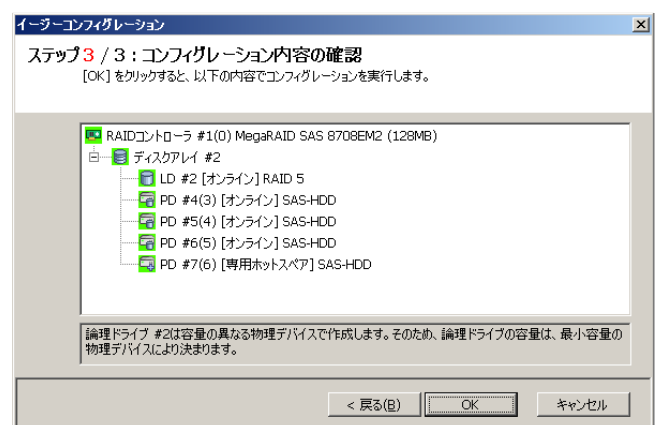 イージーコンフィグレーション
ステップ3 / 3 : コンフィグレーション内容の確認
[OK] をクリックすると、以下の内容でコンフィグレーションを実行します。
RAIDコントローラ #1(0) MegaRAID SAS 8708EM2 (128MB)
ディスクアレイ #2
LD #2 [オンライン] RAID 5
PD #4(3) [オンライン] SAS-HDD
PD #5(4) [オンライン] SAS-HDD
PD #6(5) [オンライン] SAS-HDD
PD #7(6) [専用ホットスペア] SAS-HDD
論理ドライブ #2は容量の異なる物理デバイスで作成します。そのため、論理ドライブの容量は、最小容量の
物理デバイスにより決まります。
< 戻る(B) OK キャンセル